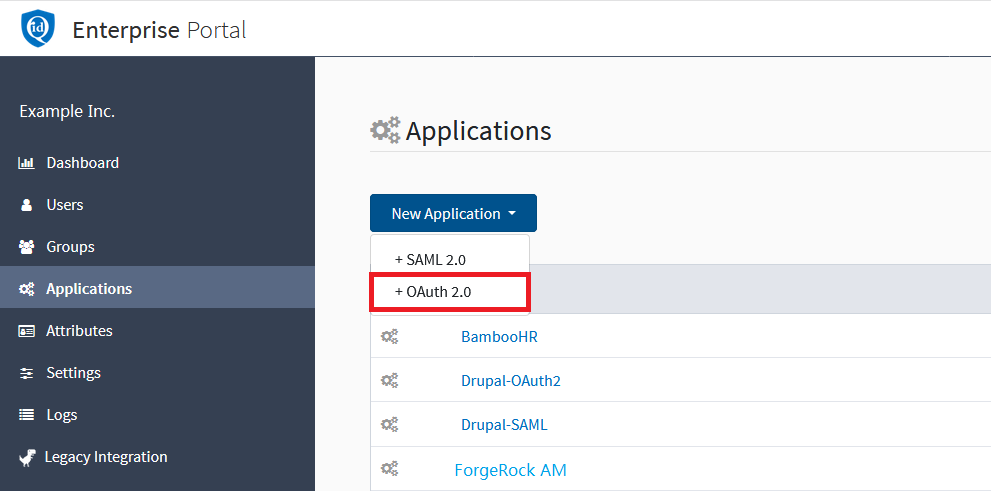 id
Enterprise Portal
Example Inc.
Dashboard
Users
Groups
Applications
Attributes
Settings
Logs
Legacy Integration
Applications
New Application
+ SAML 2.0
+ OAuth 2.0
BambooHR
Drupal-OAuth2
Drupal-SAML
ForgeRock AM